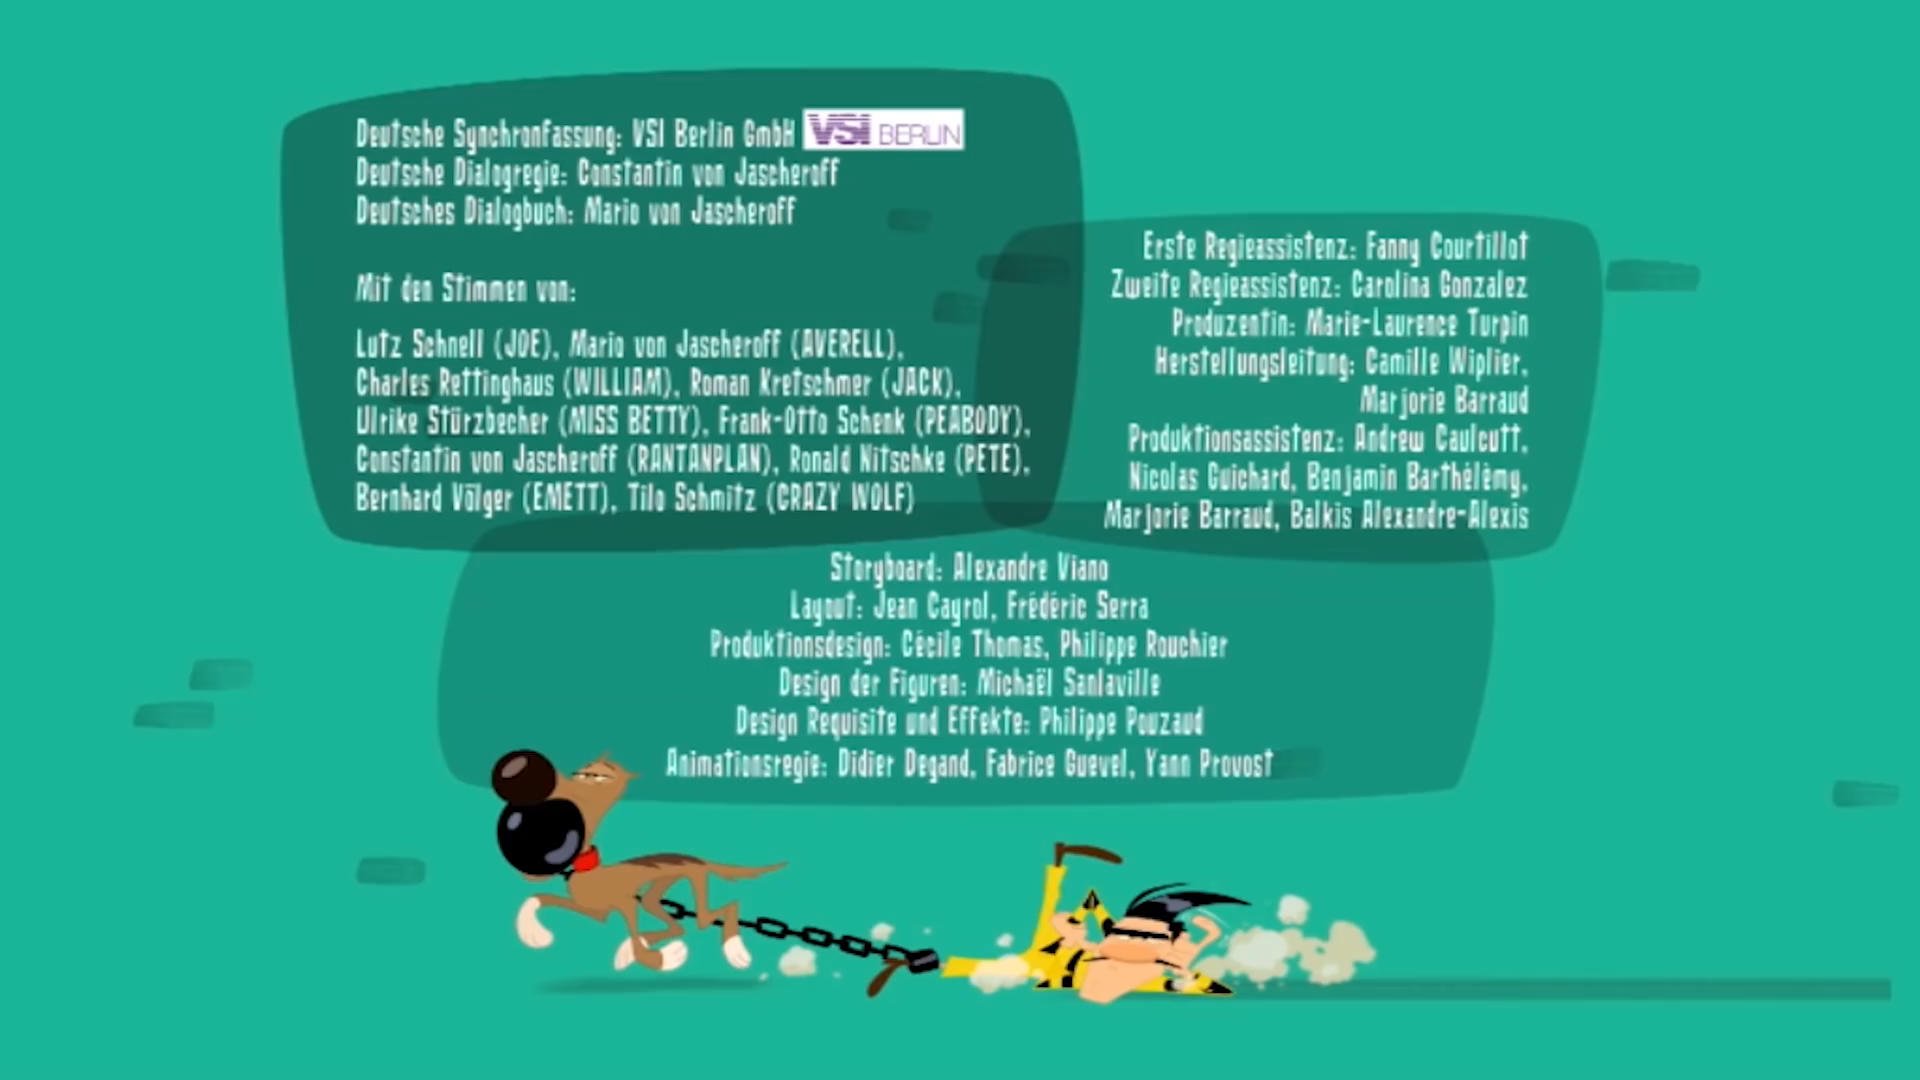 Deutsche Synchronfassung: VSI Berlin GmbH VSI BERLIN
Deutsche Dialogregie: Constantin von Jascheroff
Deutsches Dialogbuch: Mario von Jascheroff
Mit den Stimmen von:
Lutz Schnell (JOE), Mario von Jascheroff (AVERELL),
Charles Rettinghaus (WILLIAM), Roman Kretschmer (JACK),
Ulrike Stürzbecher (MISS BETTY), Frank-Otto Schenk (PEABODY),
Constantin von Jascheroff (RANTANPLAN), Ronald Nitschke (PETE),
Bernhard Völger (EMETT), Tilo Schmitz (CRAZY WOLF)
Erste Regieassistenz: Fanny Courtillot
Zweite Regieassistenz: Carolina Gonzalez
Produzentin: Marie-Laurence Turpin
Herstellungsleitung: Camille Wiplier,
Marjorie Barraud
Produktionsassistenz: Andrew Caulcutt,
Nicolas Guichard, Benjamin Barthélèmy,
Marjorie Barraud, Balkis Alexandre-Alexis
Storyboard: Alexandre Viano
Layout: Jean Cayrol, Frédéric Serra
Produktionsdesign: Cécile Thomas, Philippe Rouchier
Design der Figuren: Michaël Sanlaville
Design Requisite und Effekte: Philippe Pouzaud
Animationsregie: Didier Degand, Fabrice Guevel, Yann Provost